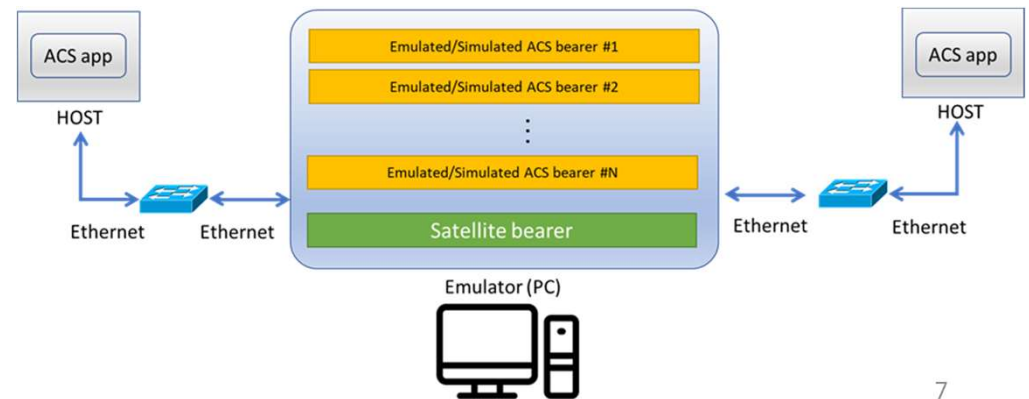 ACS app
HOST
Ethernet
Ethernet
Emulated/Simulated ACS bearer #1
Emulated/Simulated ACS bearer #2
⋮
Emulated/Simulated ACS bearer #N
Satellite bearer
Emulator (PC)
Ethernet
Ethernet
ACS app
HOST
7